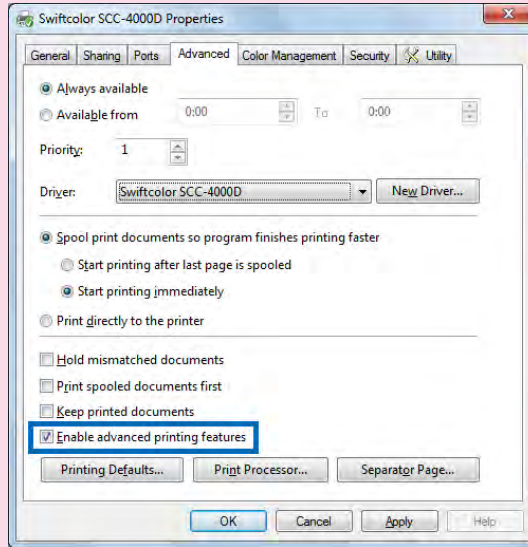 Swiftcolor SCC-4000D Properties
General Sharing Ports Advanced Color Management Security Utility
Always available
Available from 0:00 To 0:00
Priority: 1
Driver: Swiftcolor SCC-4000D New Driver...
Spool print documents so program finishes printing faster
Start printing after last page is spooled
Start printing immediately
Print directly to the printer
Hold mismatched documents
Print spooled documents first
Keep printed documents
Enable advanced printing features
Printing Defaults... Print Processor... Separator Page...
OK Cancel Apply Help